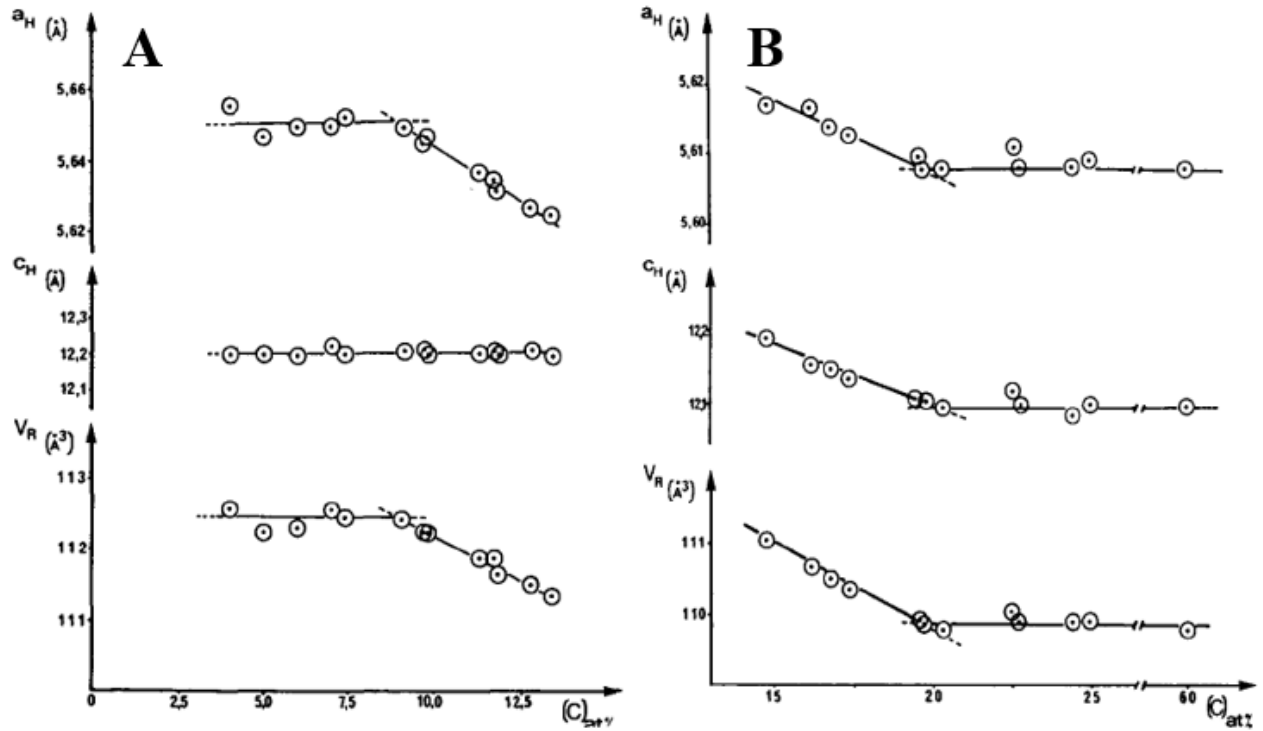 A
a_H (Å)
5,66
5,64
5,62
c_H (Å)
12,3
12,2
12,1
V_R (Å³)
113
112
111
0
2,5
5,0
7,5
10,0
12,5
(C)at%
B
a_H (Å)
5,62
5,61
5,60
c_H (Å)
12,2
12,1
V_R (Å³)
111
110
15
20
25
60
(C)at%